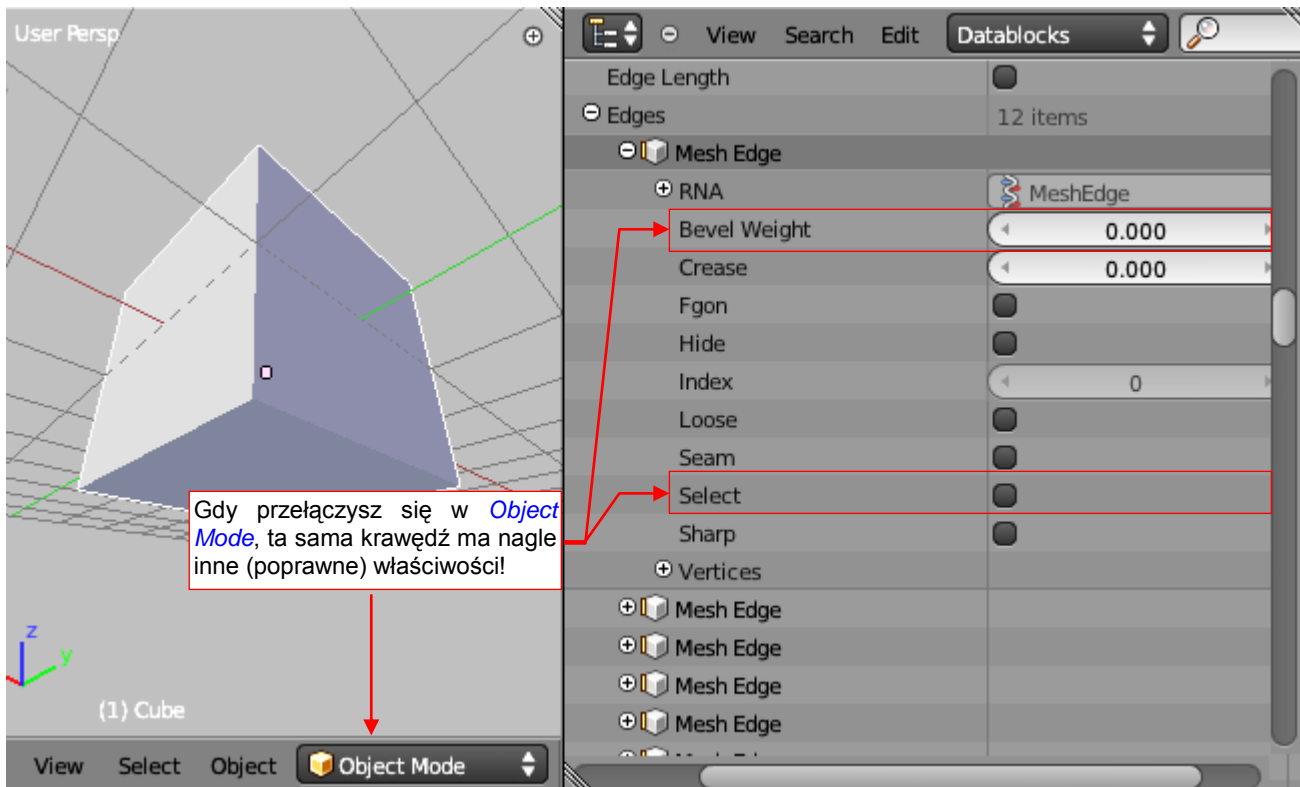 User Persp
View Search Edit Datablocks
Edge Length
Edges 12 items
Mesh Edge
RNA MeshEdge
Bevel Weight 0.000
Crease 0.000
Fgon
Hide
Index 0
Loose
Seam
Select
Sharp
Vertices
Mesh Edge
Mesh Edge
Mesh Edge
Mesh Edge
Gdy przełączysz się w Object
Mode, ta sama krawędź ma nagle
inne (poprawne) właściwości!
z
y
(1) Cube
View Select Object Object Mode